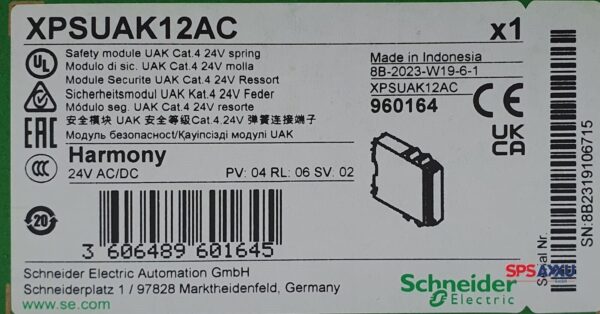 XPSUAK12AC x1
Safety module UAK Cat.4 24V spring
Modulo di sic. UAK Cat.4 24V molla
Module Securite UAK Cat.4 24V Ressort
Sicherheitsmodul UAK Kat.4 24V Feder
Módulo seg. UAK Cat.4 24V resorte
安全模块 UAK 安全等级Cat.4.24V 弹簧连接端子
Модуль безопасност/Қауіпсізді модулі UAK
Made in Indonesia
8B-2023-W19-6-1
XPSUAK12AC
960164
UL
EAC
CCC
CE
UK
CA
Harmony
24V AC/DC
PV: 04 RL: 06 SV. 02
20
3 606489 601645
Schneider Electric Automation GmbH
Schneiderplatz 1 / 97828 Marktheidenfeld, Germany
www.se.com
Schneider
Electric
SPSAXXU
Serial Nr.
SN:8B2319106715